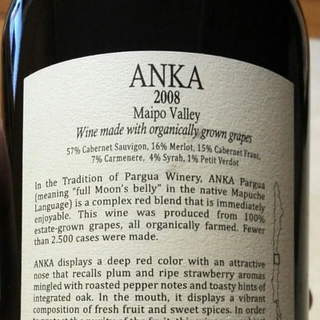 ANKA
2008
Maipo Valley
Wine made with organically grown grapes
57% Cabernet Sauvignon, 16% Merlot, 15% Cabernet Franc,
7% Carmenere, 4% Syrah, 1% Petit Verdot
In the Tradition of Pargua Winery, ANKA Pargua
(meaning "full Moon's belly" in the native Mapuche
Language) is a complex red blend that is immediately
enjoyable. This wine was produced from 100%
estate-grown grapes, all organically farmed. Fewer
than 2.500 cases were made.
ANKA displays a deep red color with an attractive
nose that recalls plum and ripe strawberry aromas
mingled with roasted pepper notes and toasty hints of
integrated oak. In the mouth, it displays a vibrant
composition of fresh fruit and sweet spices. In order